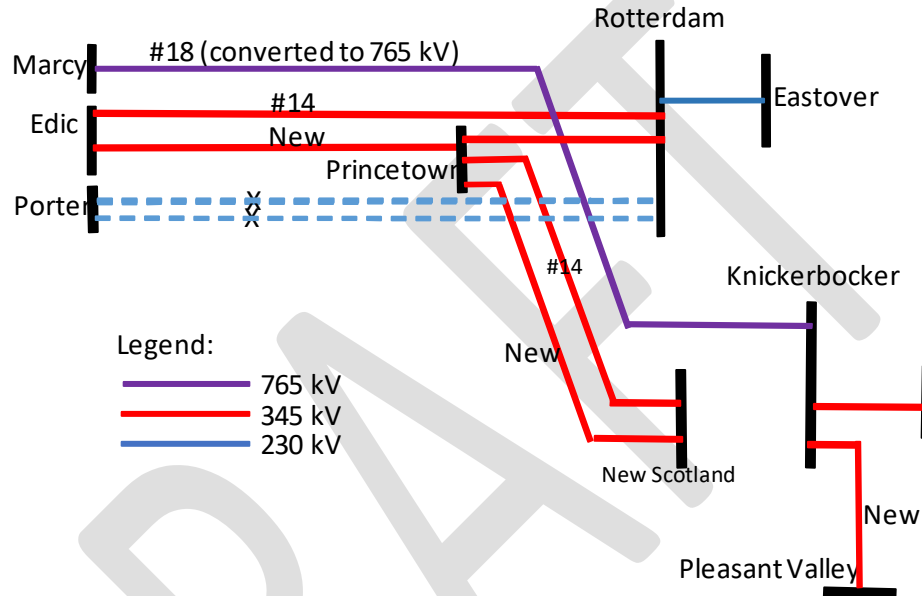 Rotterdam
Marcy
#18 (converted to 765 kV)
Eastover
#14
Edic
New
Princetown
Porter
X
X
#14
Knickerbocker
New
Legend:
765 kV
345 kV
230 kV
New Scotland
New
Pleasant Valley
DRAFT